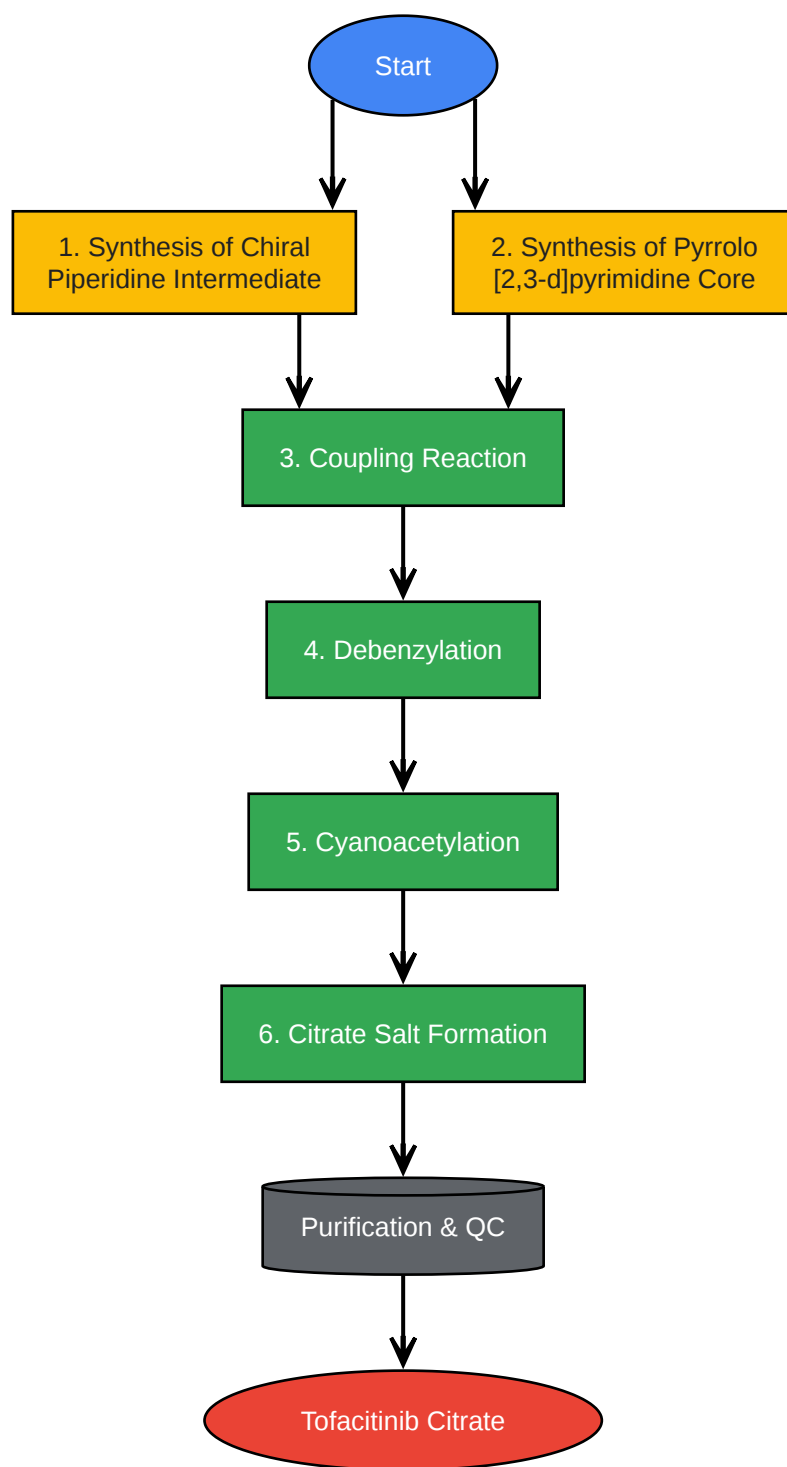 Start
1. Synthesis of Chiral
Piperidine Intermediate
2. Synthesis of Pyrrolo
[2,3-d]pyrimidine Core
3. Coupling Reaction
4. Debenzylation
5. Cyanoacetylation
6. Citrate Salt Formation
Purification & QC
Tofacitinib Citrate